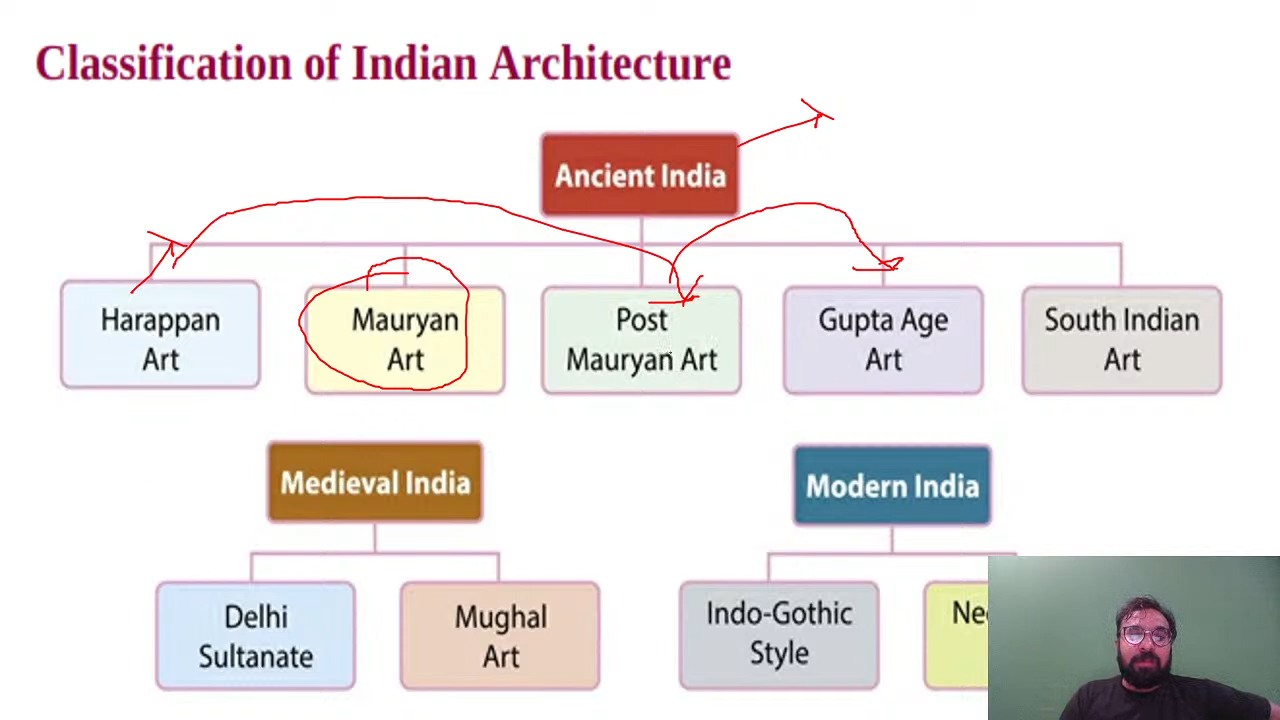 Classification of Indian Architecture
Ancient India
Harappan
Art
Mauryan
Art
Post
Mauryan Art
Gupta Age
Art
South Indian
Art
Medieval India
Modern India
Delhi
Sultanate
Mughal
Art
Indo-Gothic
Style